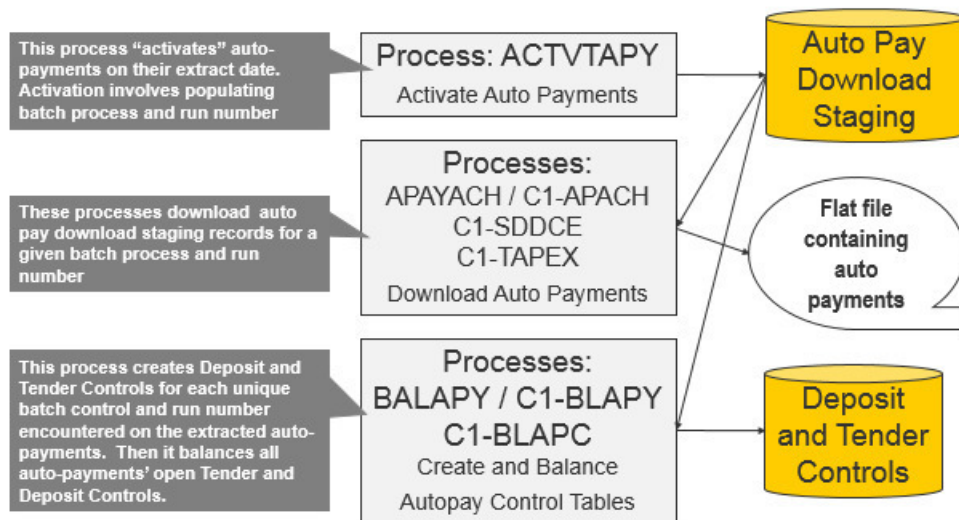 This process “activates” auto-
payments on their extract date.
Activation involves populating
batch process and run number
Process: ACTVTAPY
Activate Auto Payments
Auto Pay
Download
Staging
These processes download auto
pay download staging records for a
given batch process and run
number
Processes:
APAYACH / C1-APACH
C1-SDDCE
C1-TAPEX
Download Auto Payments
Flat file
containing
auto
payments
This process creates Deposit and
Tender Controls for each unique
batch control and run number
encountered on the extracted auto-
payments. Then it balances all
auto-payments’ open Tender and
Deposit Controls.
Processes:
BALAPY / C1-BLAPY
C1-BLAPC
Create and Balance
Autopay Control Tables
Deposit
and Tender
Controls